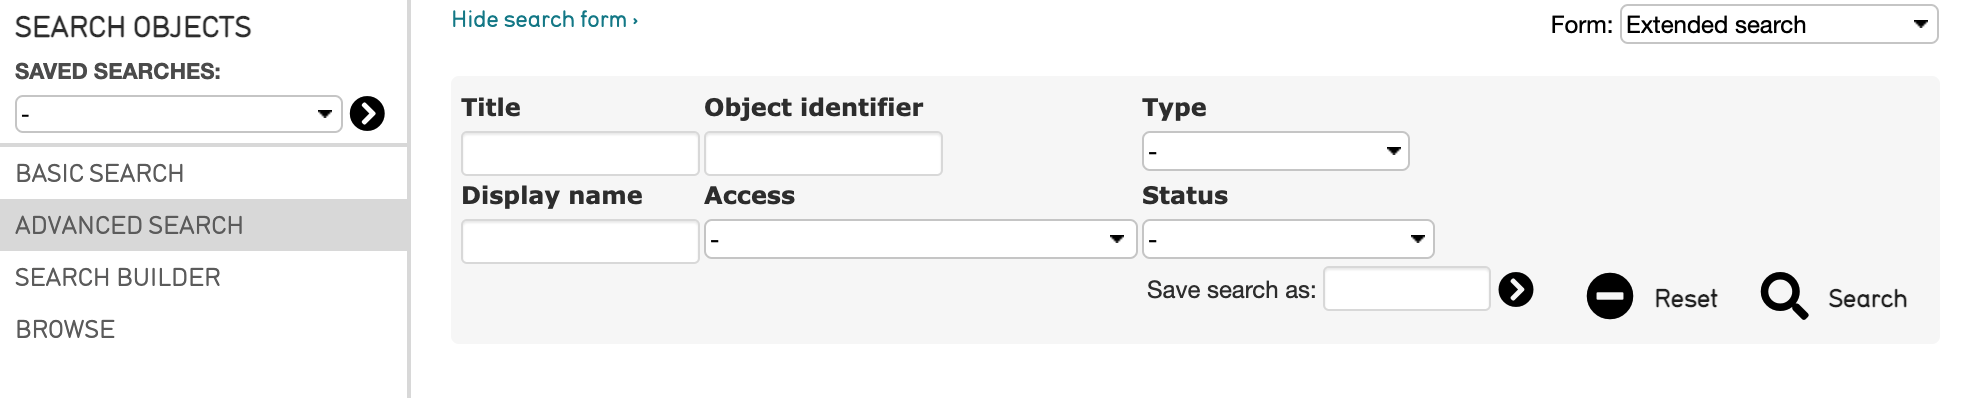 SEARCH OBJECTS
SAVED SEARCHES:
-
BASIC SEARCH
ADVANCED SEARCH
SEARCH BUILDER
BROWSE
Hide search form ›
Form: Extended search
Title Object identifier Type
-
Display name Access Status
- -
Save search as: Reset Search